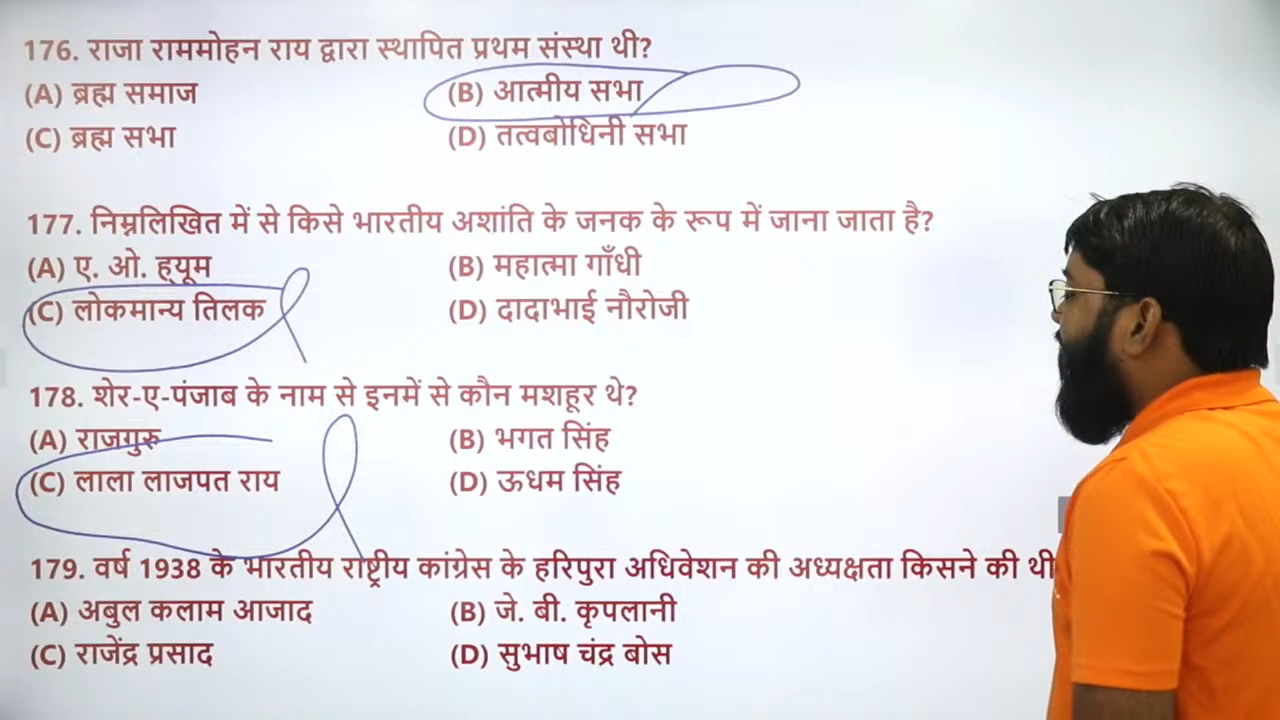 176. राजा राममोहन राय द्वारा स्थापित प्रथम संस्था थी?
(A) ब्रह्म समाज (B) आत्मीय सभा
(C) ब्रह्म सभा (D) तत्वबोधिनी सभा
177. निम्नलिखित में से किसे भारतीय अशांति के जनक के रूप में जाना जाता है?
(A) ए. ओ. ह्यूम (B) महात्मा गाँधी
(C) लोकमान्य तिलक (D) दादाभाई नौरोजी
178. शेर-ए-पंजाब के नाम से इनमें से कौन मशहूर थे?
(A) राजगुरु (B) भगत सिंह
(C) लाला लाजपत राय (D) ऊधम सिंह
179. वर्ष 1938 के भारतीय राष्ट्रीय कांग्रेस के हरिपुरा अधिवेशन की अध्यक्षता किसने की थी
(A) अबुल कलाम आजाद (B) जे. बी. कृपलानी
(C) राजेंद्र प्रसाद (D) सुभाष चंद्र बोस